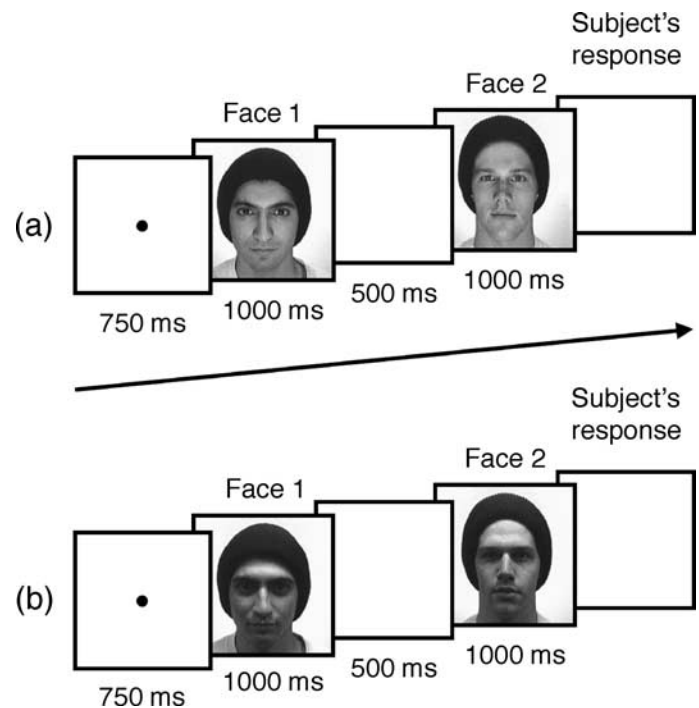 Subject's
response
Face 2
Face 1
(a)
750 ms
1000 ms
500 ms
1000 ms
Subject's
response
Face 2
Face 1
(b)
750 ms
1000 ms
500 ms
1000 ms